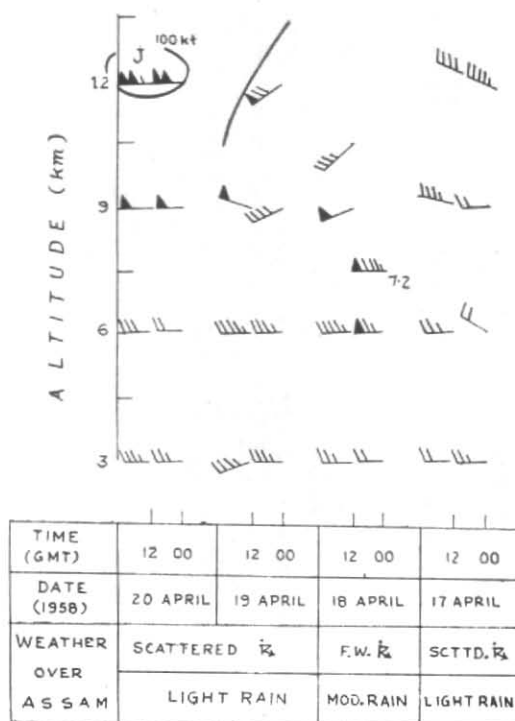 100 kt
J
12
9
7.2
6
3
ALTITUDE (km)
TIME (GMT) 12 00 12 00 12 00 12 00
DATE (1958) 20 APRIL 19 APRIL 18 APRIL 17 APRIL
WEATHER OVER ASSAM SCATTERED F.W. SCTTD.
LIGHT RAIN MOD. RAIN LIGHT RAIN